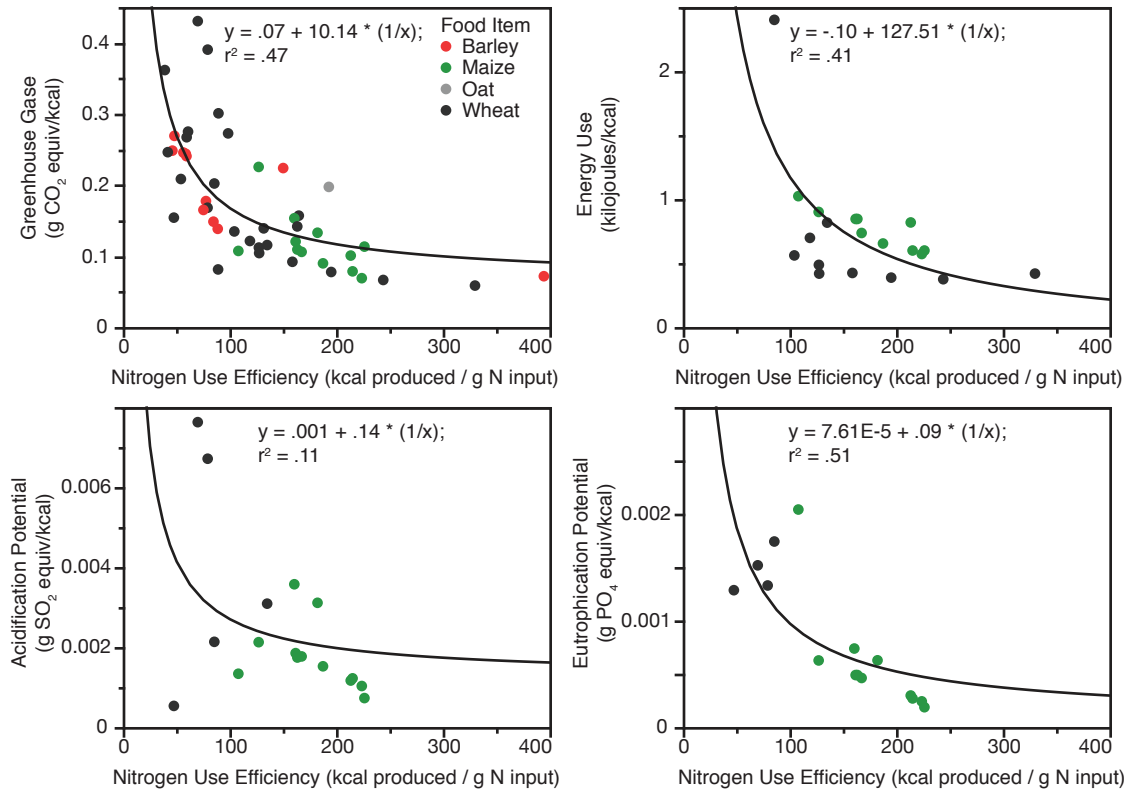 y = .07 + 10.14 * (1/x);
r² = .47
Food Item
Barley
Maize
Oat
Wheat
Greenhouse Gase
(g CO₂ equiv/kcal)
0.4
0.3
0.2
0.1
0
0
100
200
300
400
Nitrogen Use Efficiency (kcal produced / g N input)
y = -.10 + 127.51 * (1/x);
r² = .41
Energy Use
(kilojoules/kcal)
2
1
0
0
100
200
300
400
Nitrogen Use Efficiency (kcal produced / g N input)
y = .001 + .14 * (1/x);
r² = .11
Acidification Potential
(g SO₂ equiv/kcal)
0.006
0.004
0.002
0
0
100
200
300
400
Nitrogen Use Efficiency (kcal produced / g N input)
y = 7.61E-5 + .09 * (1/x);
r² = .51
Eutrophication Potential
(g PO₄ equiv/kcal)
0.002
0.001
0
0
100
200
300
400
Nitrogen Use Efficiency (kcal produced / g N input)